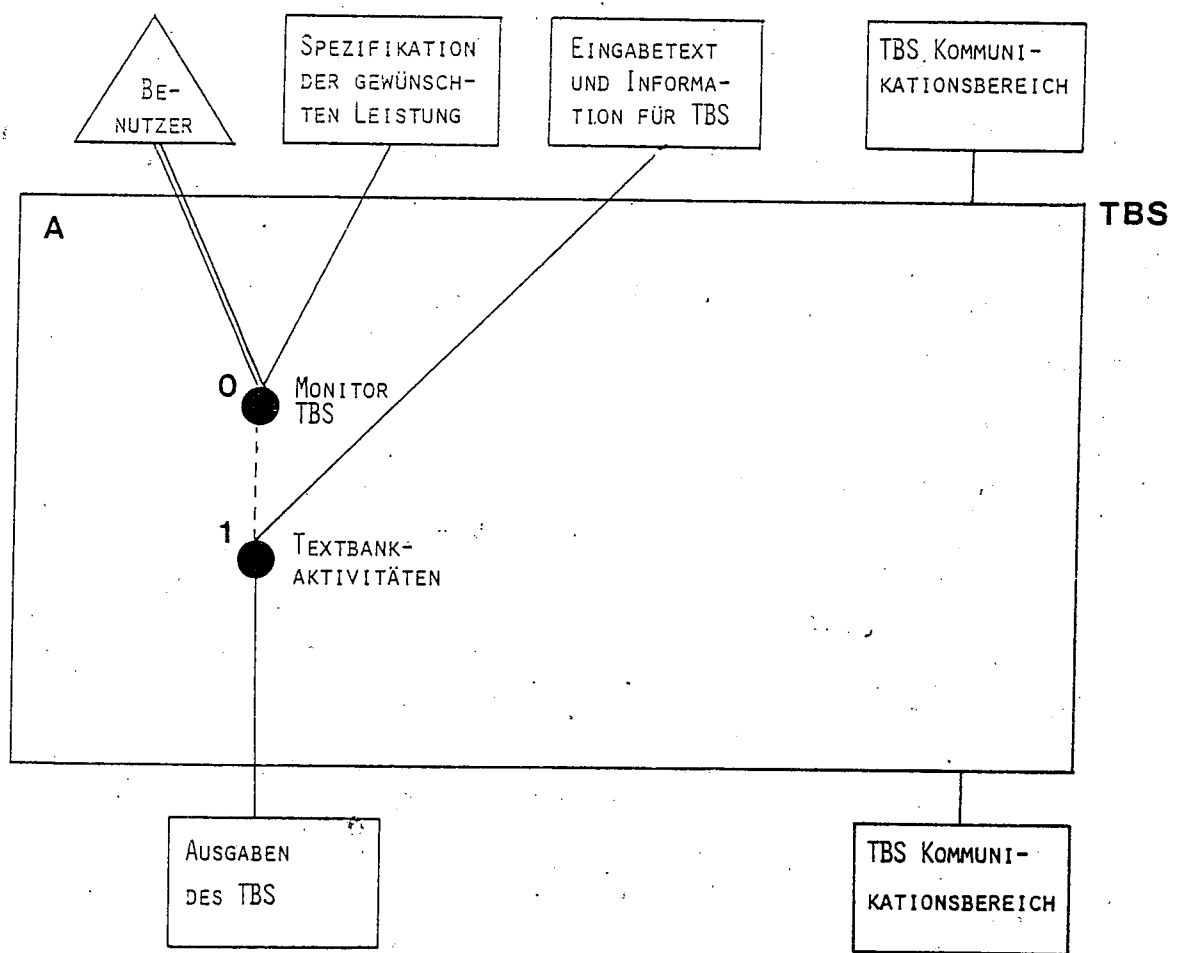 BE-
NUTZER
SPEZIFIKATION
DER GEWÜNSCH-
TEN LEISTUNG
EINGABETEXT
UND INFORMA-
TION FÜR TBS
TBS KOMMUNI-
KATIONSBEREICH
TBS
A
0
MONITOR
TBS
1
TEXTBANK-
AKTIVITÄTEN
AUSGABEN
DES TBS
TBS KOMMUNI-
KATIONSBEREICH